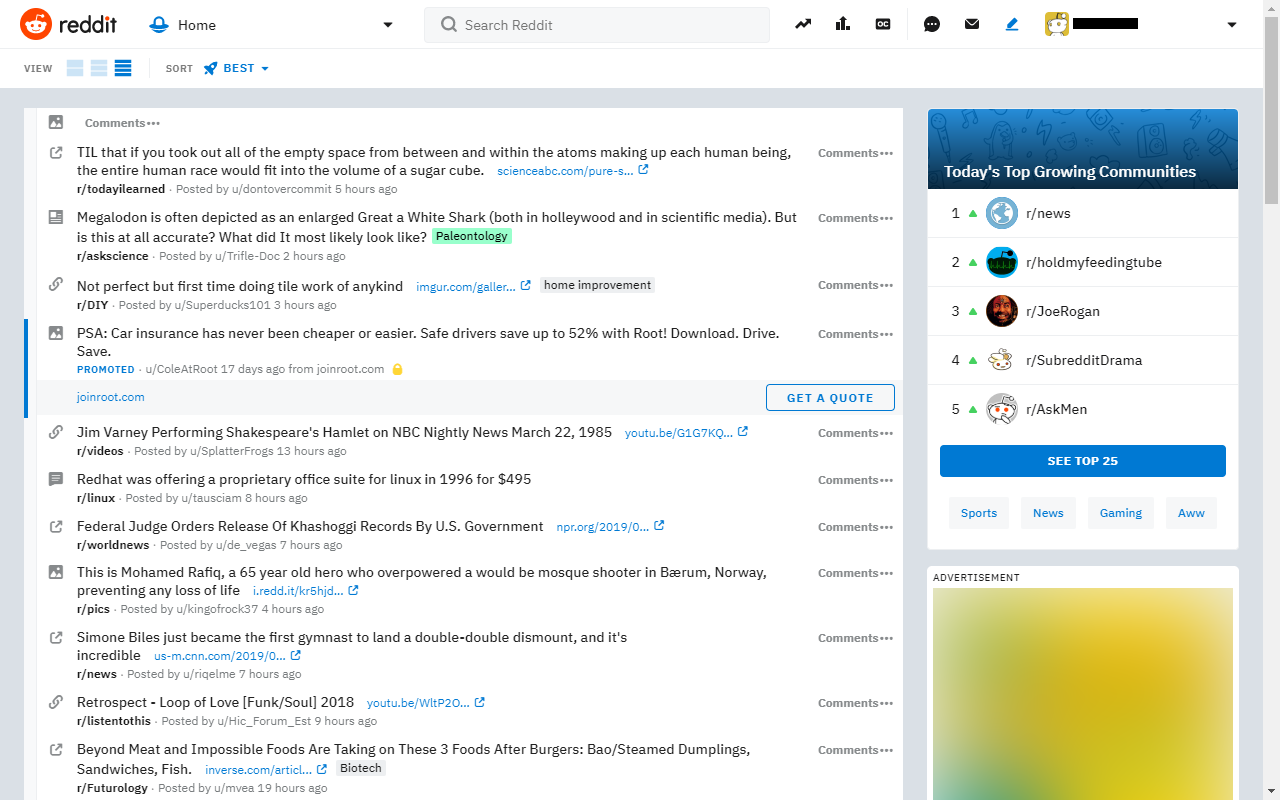 reddit Home Search Reddit
VIEW SORT BEST
Comments
TIL that if you took out all of the empty space from between and within the atoms making up each human being, Comments
the entire human race would fit into the volume of a sugar cube. scienceabc.com/pure-s...
r/todayilearned · Posted by u/dontovercommit 5 hours ago
Megalodon is often depicted as an enlarged Great a White Shark (both in holleywood and in scientific media). But Comments
is this at all accurate? What did It most likely look like? Paleontology
r/askscience · Posted by u/Trifle-Doc 2 hours ago
Not perfect but first time doing tile work of anykind imgur.com/galler... home improvement Comments
r/DIY · Posted by u/Superducks101 3 hours ago
PSA: Car insurance has never been cheaper or easier. Safe drivers save up to 52% with Root! Download. Drive. Comments
Save.
PROMOTED · u/ColeAtRoot 17 days ago from joinroot.com
joinroot.com GET A QUOTE
Jim Varney Performing Shakespeare's Hamlet on NBC Nightly News March 22, 1985 youtu.be/G1G7KQ... Comments
r/videos · Posted by u/SplatterFrogs 13 hours ago
Redhat was offering a proprietary office suite for linux in 1996 for $495 Comments
r/linux · Posted by u/tausciam 8 hours ago
Federal Judge Orders Release Of Khashoggi Records By U.S. Government npr.org/2019/0... Comments
r/worldnews · Posted by u/de_vegas 7 hours ago
This is Mohamed Rafiq, a 65 year old hero who overpowered a would be mosque shooter in Bærum, Norway, Comments
preventing any loss of life i.redd.it/kr5hjd...
r/pics · Posted by u/kingofrock37 4 hours ago
Simone Biles just became the first gymnast to land a double-double dismount, and it's Comments
incredible us-m.cnn.com/2019/0...
r/news · Posted by u/riqelme 7 hours ago
Retrospect - Loop of Love [Funk/Soul] 2018 youtu.be/WltP2O... Comments
r/listentothis · Posted by u/Hic_Forum_Est 9 hours ago
Beyond Meat and Impossible Foods Are Taking on These 3 Foods After Burgers: Bao/Steamed Dumplings, Comments
Sandwiches, Fish. inverse.com/articl... Biotech
r/Futurology · Posted by u/mvea 19 hours ago
Today's Top Growing Communities
1 r/news
2 r/holdmyfeedingtube
3 r/JoeRogan
4 r/SubredditDrama
5 r/AskMen
SEE TOP 25
Sports News Gaming Aww
ADVERTISEMENT